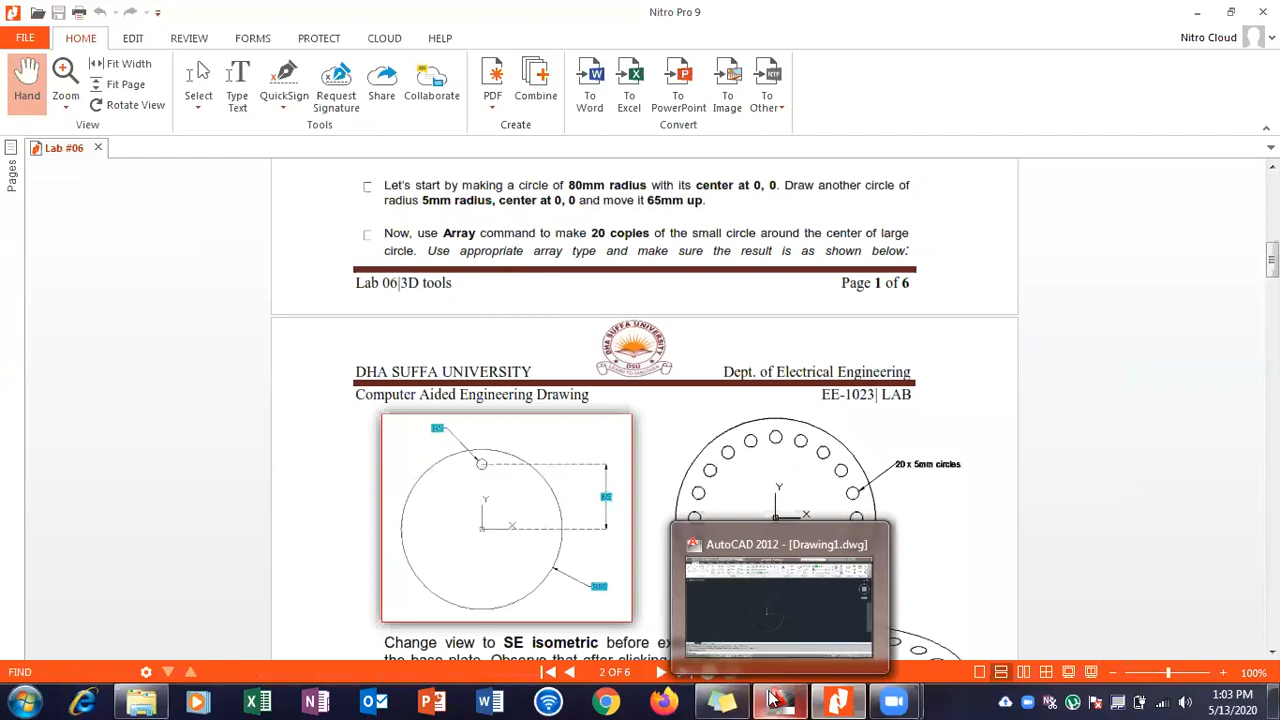 Nitro Pro 9
FILE HOME EDIT REVIEW FORMS PROTECT CLOUD HELP
Nitro Cloud
Hand
Zoom
Fit Width
Fit Page
Rotate View
View
Select
Type Text
QuickSign
Request Signature
Share
Collaborate
Tools
PDF
Combine
Create
To Word
To Excel
To PowerPoint
To Image
To Other
Convert
Lab #06
Pages
Let's start by making a circle of 80mm radius with its center at 0, 0. Draw another circle of
radius 5mm radius, center at 0, 0 and move it 65mm up.
Now, use Array command to make 20 copies of the small circle around the center of large
circle. Use appropriate array type and make sure the result is as shown below:
Lab 06|3D tools Page 1 of 6
DHA SUFFA UNIVERSITY Dept. of Electrical Engineering
DSU
Computer Aided Engineering Drawing EE-1023| LAB
Y
X
20 x 5mm circles
Y
X
AutoCAD 2012 - [Drawing1.dwg]
Change view to SE isometric before
the base plate. Observe that after clicking
FIND
2 OF 6
100%
1:03 PM
5/13/2020